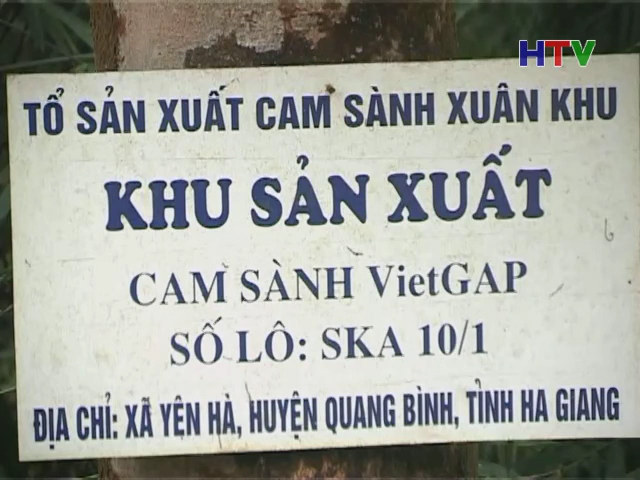 HTV
TỔ SẢN XUẤT CAM SÀNH XUÂN KHU
KHU SẢN XUẤT
CAM SÀNH VietGAP
SỐ LÔ: SKA 10/1
ĐỊA CHỈ: XÃ YÊN HÀ, HUYỆN QUANG BÌNH, TỈNH HA GIANG